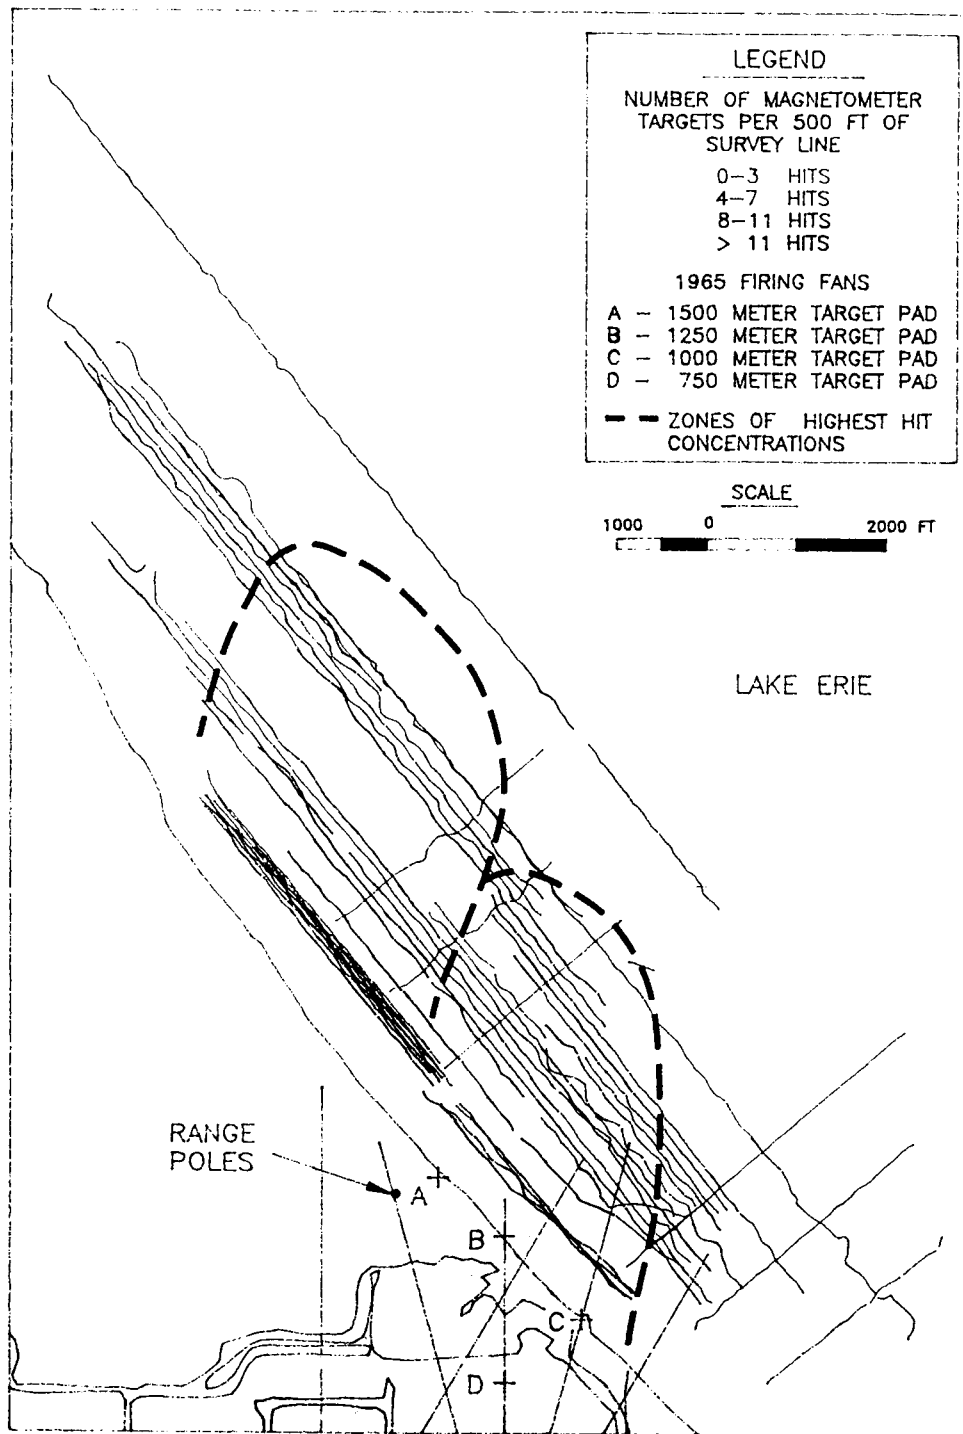 LEGEND
NUMBER OF MAGNETOMETER
TARGETS PER 500 FT OF
SURVEY LINE
0-3 HITS
4-7 HITS
8-11 HITS
> 11 HITS
1965 FIRING FANS
A - 1500 METER TARGET PAD
B - 1250 METER TARGET PAD
C - 1000 METER TARGET PAD
D - 750 METER TARGET PAD
ZONES OF HIGHEST HIT
CONCENTRATIONS
SCALE
1000 0 2000 FT
LAKE ERIE
RANGE
POLES
A
B
C
D